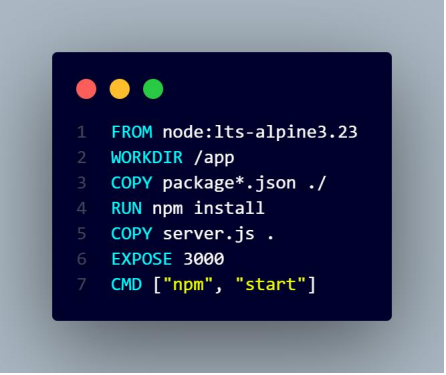 1 FROM node:lts-alpine3.23
2 WORKDIR /app
3 COPY package*.json ./
4 RUN npm install
5 COPY server.js .
6 EXPOSE 3000
7 CMD ["npm", "start"]